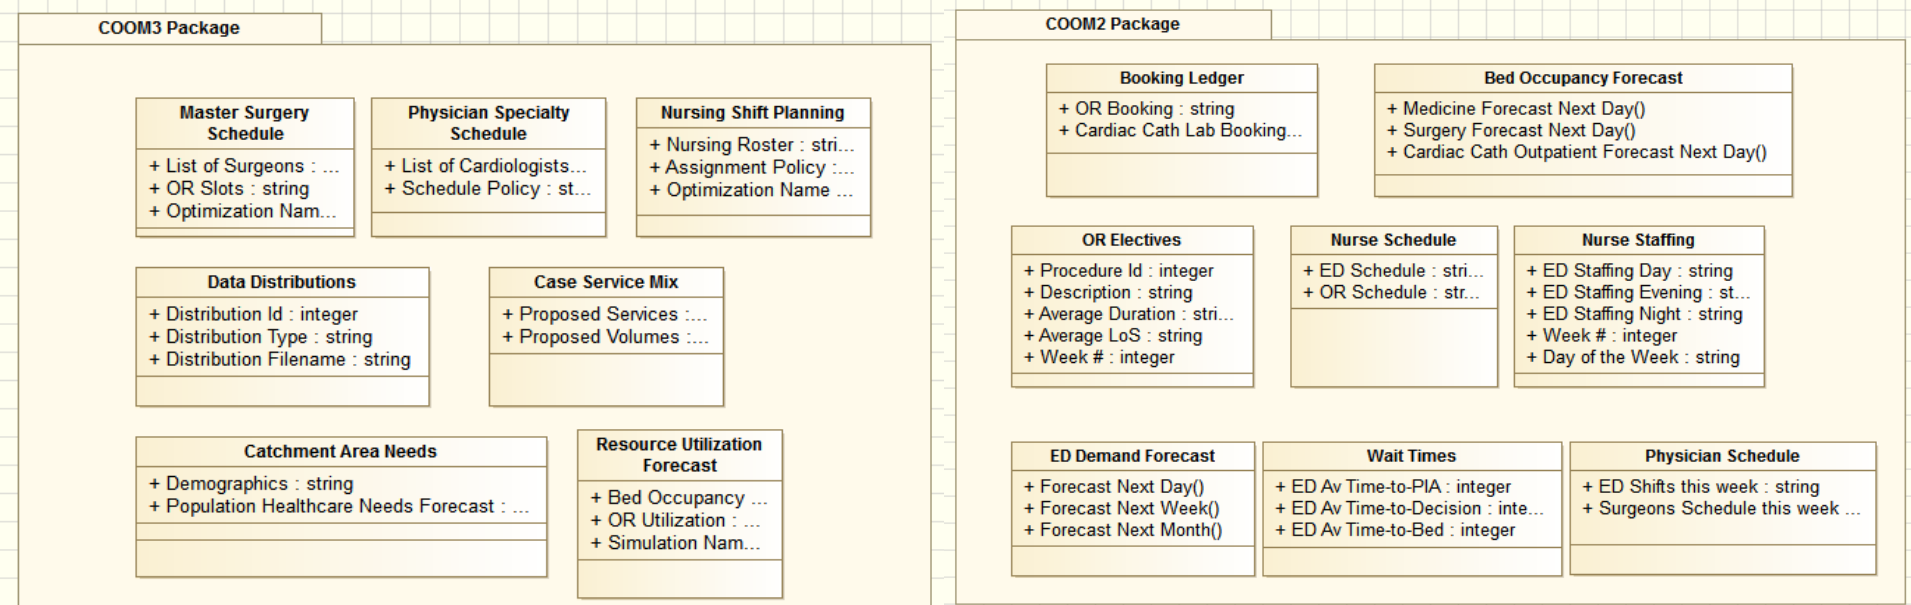 COOM3 Package
Master Surgery
Schedule
+ List of Surgeons : ...
+ OR Slots : string
+ Optimization Nam...
Physician Specialty
Schedule
+ List of Cardiologists...
+ Schedule Policy : st...
Nursing Shift Planning
+ Nursing Roster : stri...
+ Assignment Policy :...
+ Optimization Name ...
Data Distributions
+ Distribution Id : integer
+ Distribution Type : string
+ Distribution Filename : string
Case Service Mix
+ Proposed Services :...
+ Proposed Volumes :...
Catchment Area Needs
+ Demographics : string
+ Population Healthcare Needs Forecast : ...
Resource Utilization
Forecast
+ Bed Occupancy ...
+ OR Utilization : ...
+ Simulation Nam...
COOM2 Package
Booking Ledger
+ OR Booking : string
+ Cardiac Cath Lab Booking...
Bed Occupancy Forecast
+ Medicine Forecast Next Day()
+ Surgery Forecast Next Day()
+ Cardiac Cath Outpatient Forecast Next Day()
OR Electives
+ Procedure Id : integer
+ Description : string
+ Average Duration : stri...
+ Average LoS : string
+ Week # : integer
Nurse Schedule
+ ED Schedule : stri...
+ OR Schedule : str...
Nurse Staffing
+ ED Staffing Day : string
+ ED Staffing Evening : st...
+ ED Staffing Night : string
+ Week # : integer
+ Day of the Week : string
ED Demand Forecast
+ Forecast Next Day()
+ Forecast Next Week()
+ Forecast Next Month()
Wait Times
+ ED Av Time-to-PIA : integer
+ ED Av Time-to-Decision : inte...
+ ED Av Time-to-Bed : integer
Physician Schedule
+ ED Shifts this week : string
+ Surgeons Schedule this week ...